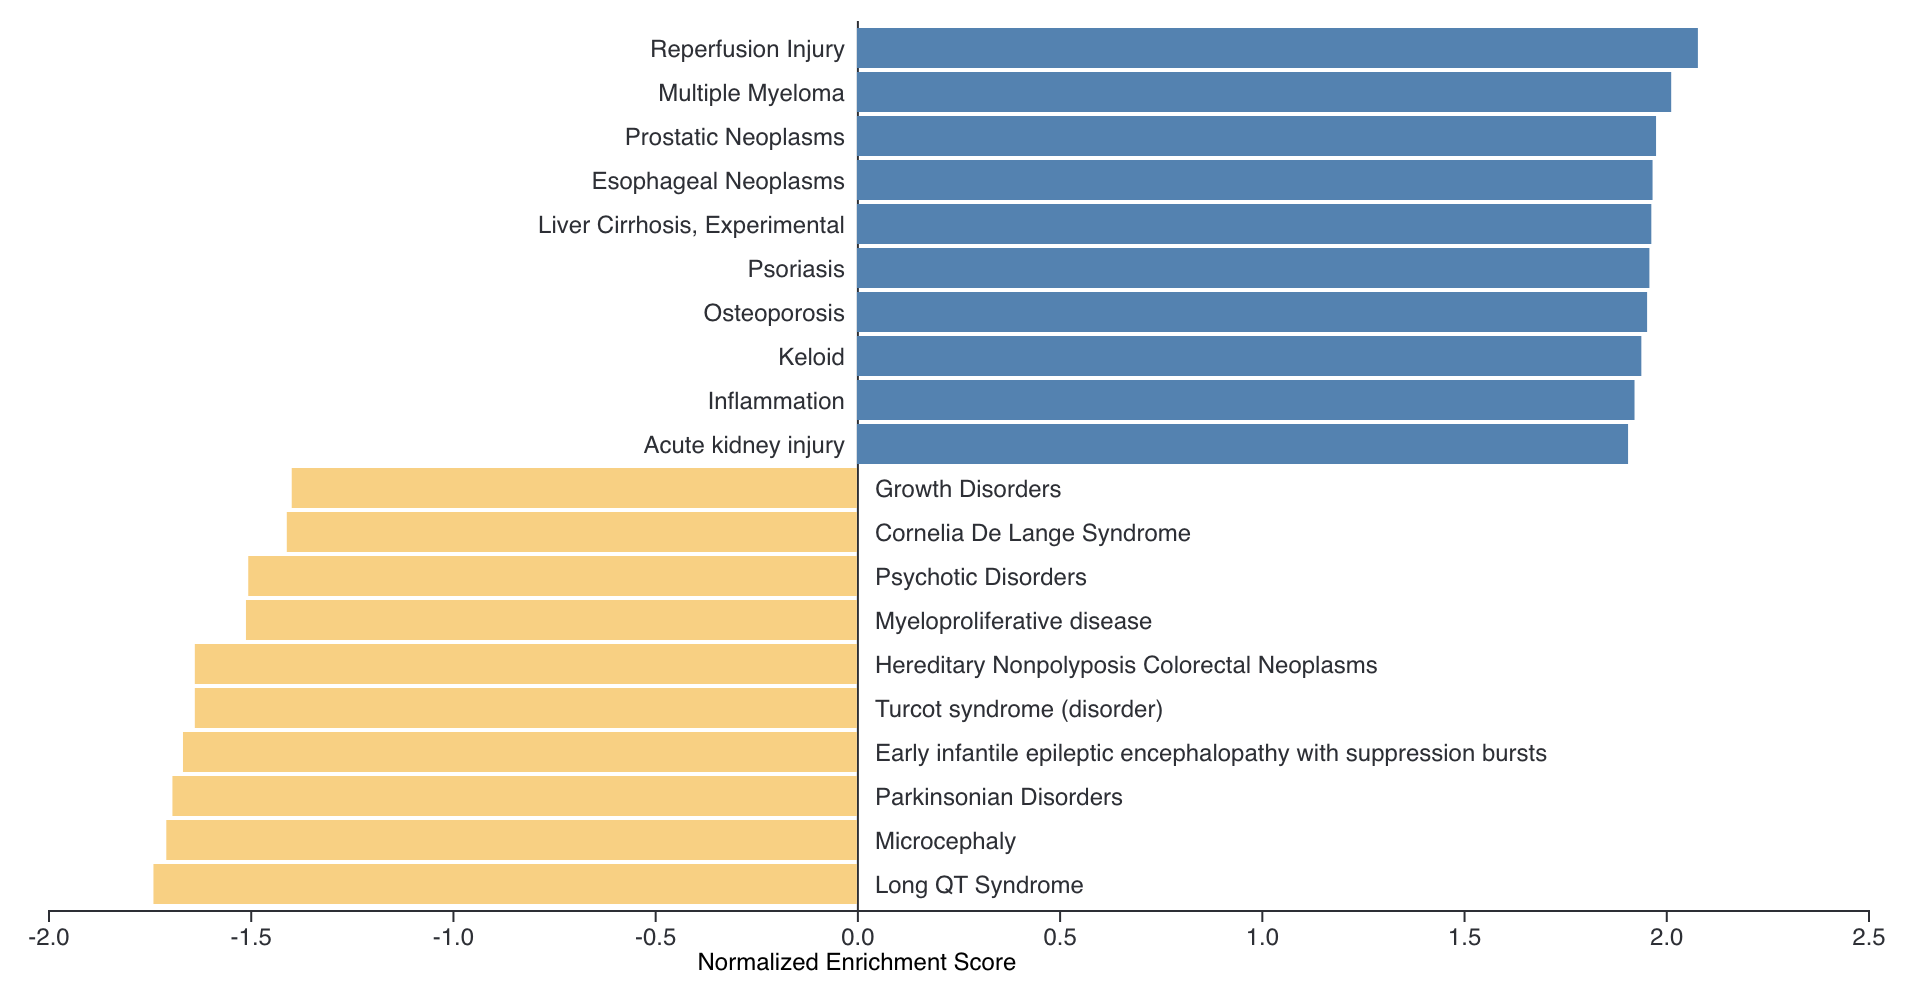 Reperfusion Injury
Multiple Myeloma
Prostatic Neoplasms
Esophageal Neoplasms
Liver Cirrhosis, Experimental
Psoriasis
Osteoporosis
Keloid
Inflammation
Acute kidney injury
Growth Disorders
Cornelia De Lange Syndrome
Psychotic Disorders
Myeloproliferative disease
Hereditary Nonpolyposis Colorectal Neoplasms
Turcot syndrome (disorder)
Early infantile epileptic encephalopathy with suppression bursts
Parkinsonian Disorders
Microcephaly
Long QT Syndrome
-2.0 -1.5 -1.0 -0.5 0.0 0.5 1.0 1.5 2.0 2.5
Normalized Enrichment Score